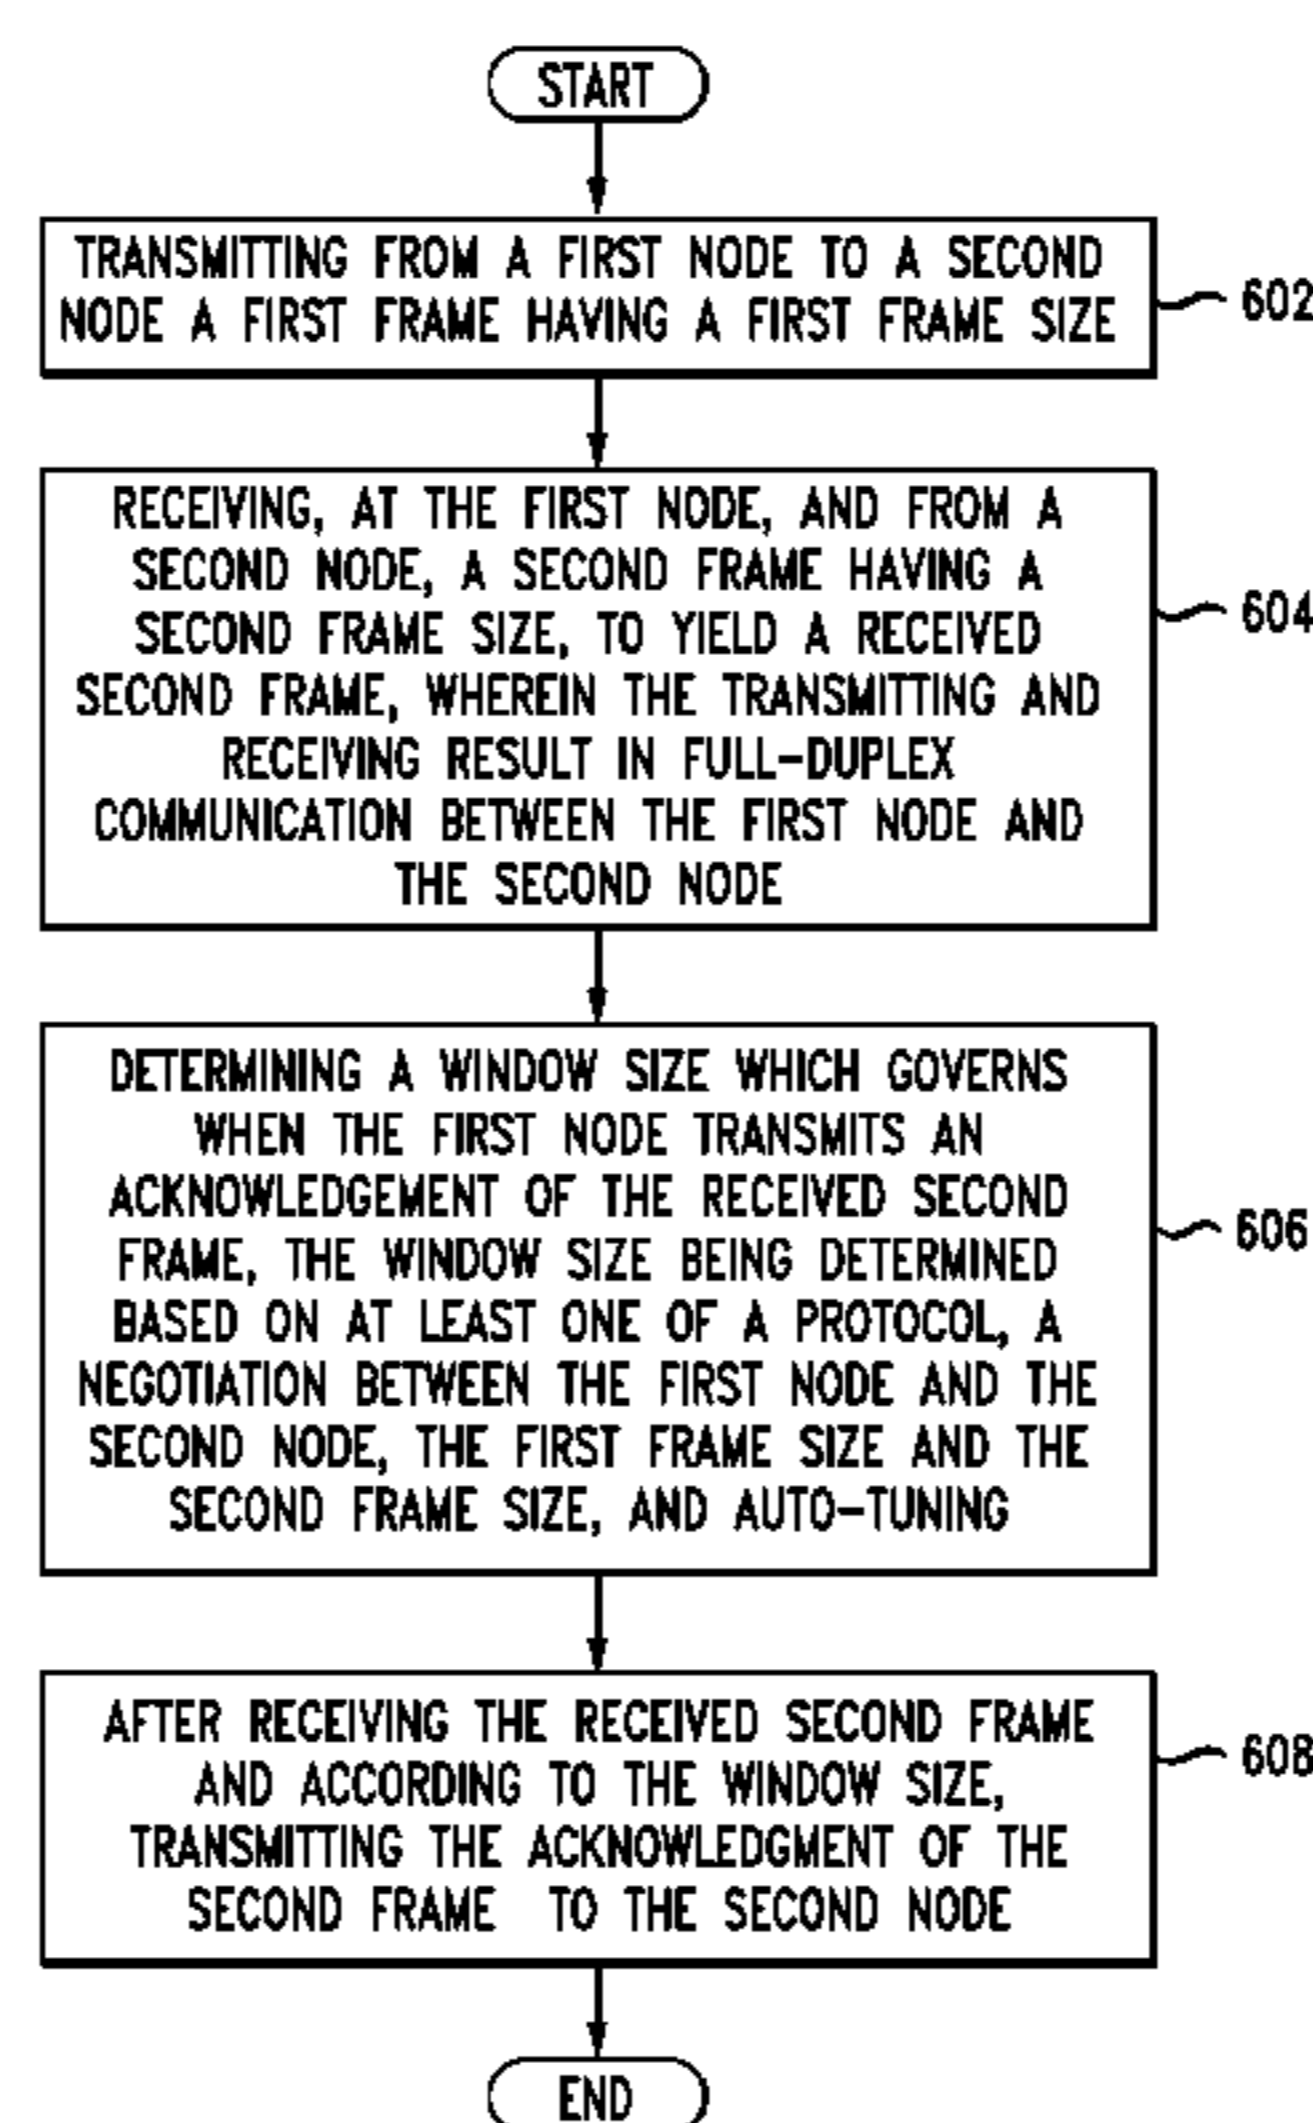 START
TRANSMITTING FROM A FIRST NODE TO A SECOND
NODE A FIRST FRAME HAVING A FIRST FRAME SIZE
602
RECEIVING, AT THE FIRST NODE, AND FROM A
SECOND NODE, A SECOND FRAME HAVING A
SECOND FRAME SIZE, TO YIELD A RECEIVED
SECOND FRAME, WHEREIN THE TRANSMITTING AND
RECEIVING RESULT IN FULL-DUPLEX
COMMUNICATION BETWEEN THE FIRST NODE AND
THE SECOND NODE
604
DETERMINING A WINDOW SIZE WHICH GOVERNS
WHEN THE FIRST NODE TRANSMITS AN
ACKNOWLEDGEMENT OF THE RECEIVED SECOND
FRAME, THE WINDOW SIZE BEING DETERMINED
BASED ON AT LEAST ONE OF A PROTOCOL, A
NEGOTIATION BETWEEN THE FIRST NODE AND THE
SECOND NODE, THE FIRST FRAME SIZE AND THE
SECOND FRAME SIZE, AND AUTO-TUNING
606
AFTER RECEIVING THE RECEIVED SECOND FRAME
AND ACCORDING TO THE WINDOW SIZE,
TRANSMITTING THE ACKNOWLEDGMENT OF THE
SECOND FRAME TO THE SECOND NODE
608
END